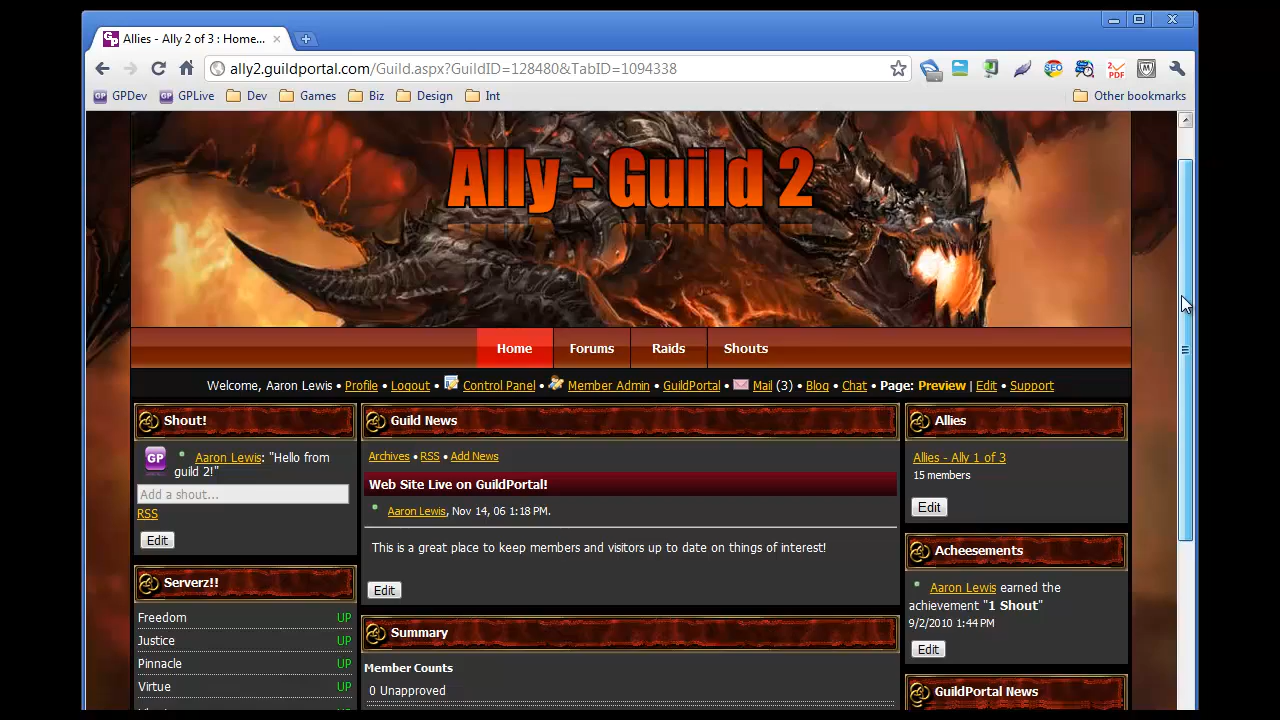 Allies - Ally 2 of 3 : Home...
ally2.guildportal.com/Guild.aspx?GuildID=128480&TabID=1094338
GPDev GPLive Dev Games Biz Design Int Other bookmarks
Ally - Guild 2
Home Forums Raids Shouts
Welcome, Aaron Lewis • Profile • Logout • Control Panel • Member Admin • GuildPortal • Mail (3) • Blog • Chat • Page: Preview | Edit • Support
Shout!
GP Aaron Lewis: "Hello from
guild 2!"
Add a shout...
RSS
Edit
Serverz!!
Freedom UP
Justice UP
Pinnacle UP
Virtue UP
Guild News
Archives • RSS • Add News
Web Site Live on GuildPortal!
Aaron Lewis, Nov 14, 06 1:18 PM.
This is a great place to keep members and visitors up to date on things of interest!
Edit
Summary
Member Counts
0 Unapproved
Allies
Allies - Ally 1 of 3
15 members
Edit
Acheesements
Aaron Lewis earned the
achievement "1 Shout"
9/2/2010 1:44 PM
Edit
GuildPortal News